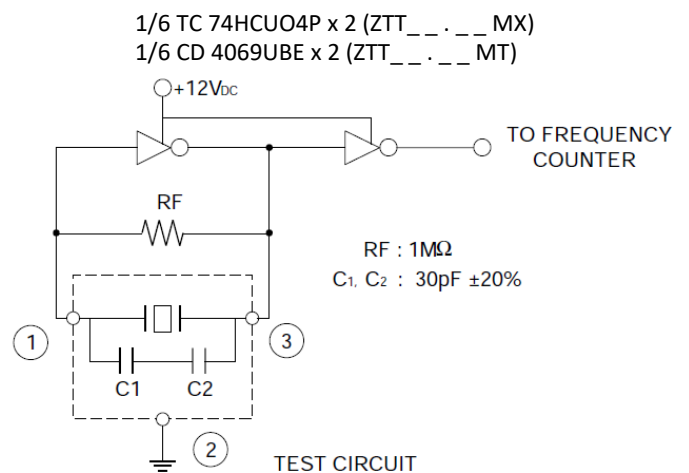 1/6 TC 74HCUO4P x 2 (ZTT_ _ . _ _ MX)
1/6 CD 4069UBE x 2 (ZTT_ _ . _ _ MT)
+12VDC
TO FREQUENCY
COUNTER
RF
RF : 1MΩ
C1, C2 : 30pF ±20%
1
3
C1
C2
2
TEST CIRCUIT